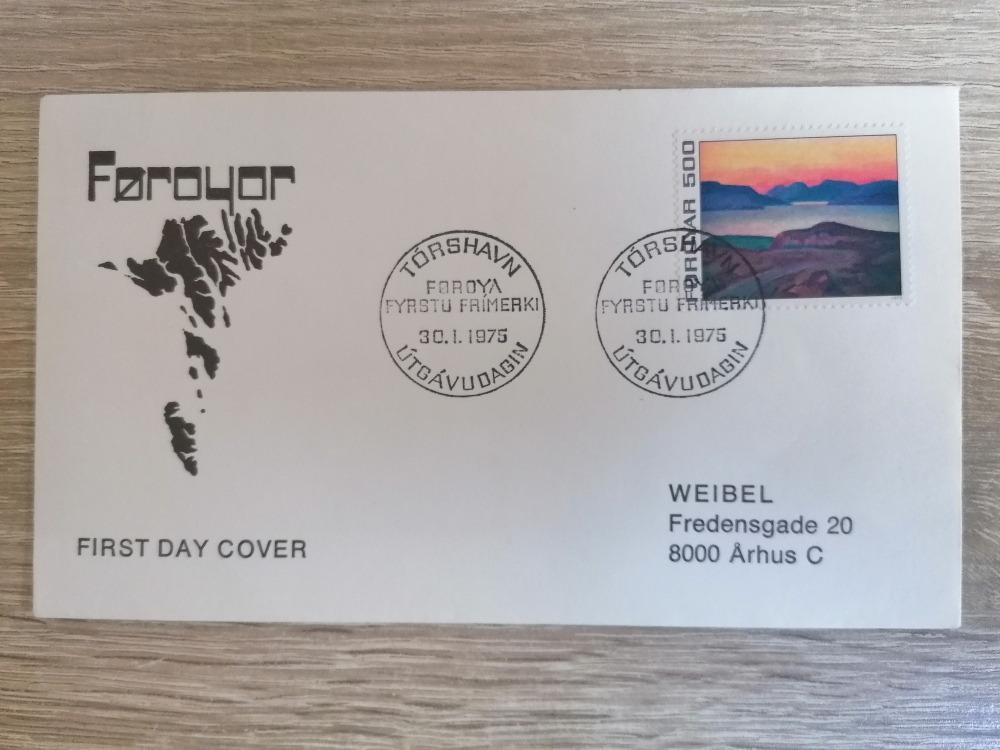 Føroyar
FØROYAR 500
TÓRSHAVN
FØROYA
FYRSTU FRÍMERKI
30.1.1975
ÚTGÁVUDAGIN
TÓRSHAVN
FØROYA
FYRSTU FRÍMERKI
30.1.1975
ÚTGÁVUDAGIN
WEIBEL
Fredensgade 20
8000 Århus C
FIRST DAY COVER